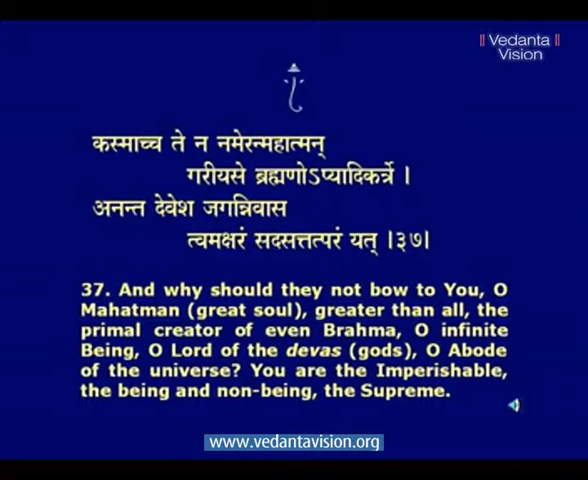 || Vedanta ||
Vision
कस्माच्च ते न नमेरन्महात्मन्
गरीयसे ब्रह्मणोऽप्यादिकर्त्रे ।
अनन्त देवेश जगन्निवास
त्वमक्षरं सदसत्तत्परं यत् ।३७।
37. And why should they not bow to You, O
Mahatman (great soul), greater than all, the
primal creator of even Brahma, O infinite
Being, O Lord of the devas (gods), O Abode
of the universe? You are the Imperishable,
the being and non-being, the Supreme.
www.vedantavision.org